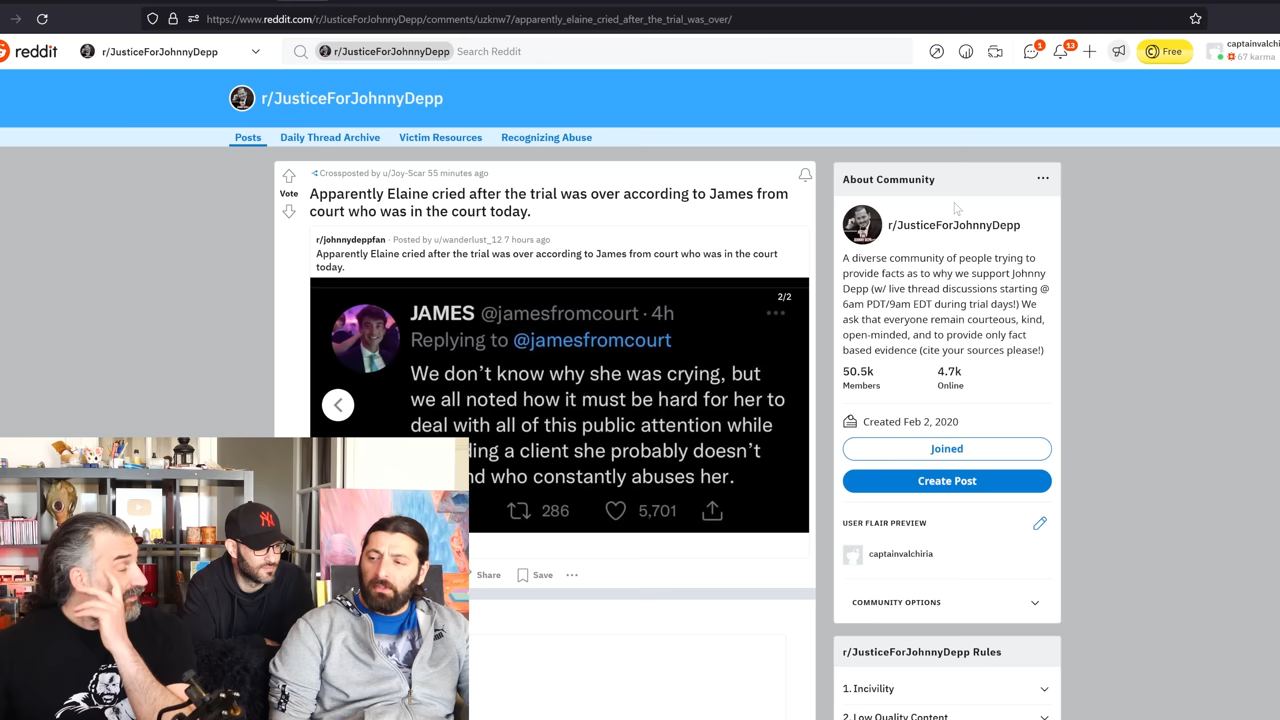 https://www.reddit.com/r/JusticeForJohnnyDepp/comments/uzknw7/apparently_elaine_cried_after_the_trial_was_over/
reddit
r/JusticeForJohnnyDepp
r/JusticeForJohnnyDepp
Search Reddit
1
13
Free
captainvalchi
67 karma
r/JusticeForJohnnyDepp
Posts
Daily Thread Archive
Victim Resources
Recognizing Abuse
Vote
Crossposted by u/Joy-Scar 55 minutes ago
Apparently Elaine cried after the trial was over according to James from
court who was in the court today.
r/johnnydeppfan · Posted by u/wanderlust_12 7 hours ago
Apparently Elaine cried after the trial was over according to James from court who was in the court
today.
2/2
JAMES @jamesfromcourt · 4h
Replying to @jamesfromcourt
We don't know why she was crying, but
we all noted how it must be hard for her to
deal with all of this public attention while
ding a client she probably doesn't
nd who constantly abuses her.
286
5,701
Share
Save
About Community
r/JusticeForJohnnyDepp
A diverse community of people trying to
provide facts as to why we support Johnny
Depp (w/ live thread discussions starting @
6am PDT/9am EDT during trial days!) We
ask that everyone remain courteous, kind,
open-minded, and to provide only fact
based evidence (cite your sources please!)
50.5k
4.7k
Members
Online
Created Feb 2, 2020
Joined
Create Post
USER FLAIR PREVIEW
captainvalchiria
COMMUNITY OPTIONS
r/JusticeForJohnnyDepp Rules
1. Incivility
2. Low Quality Content